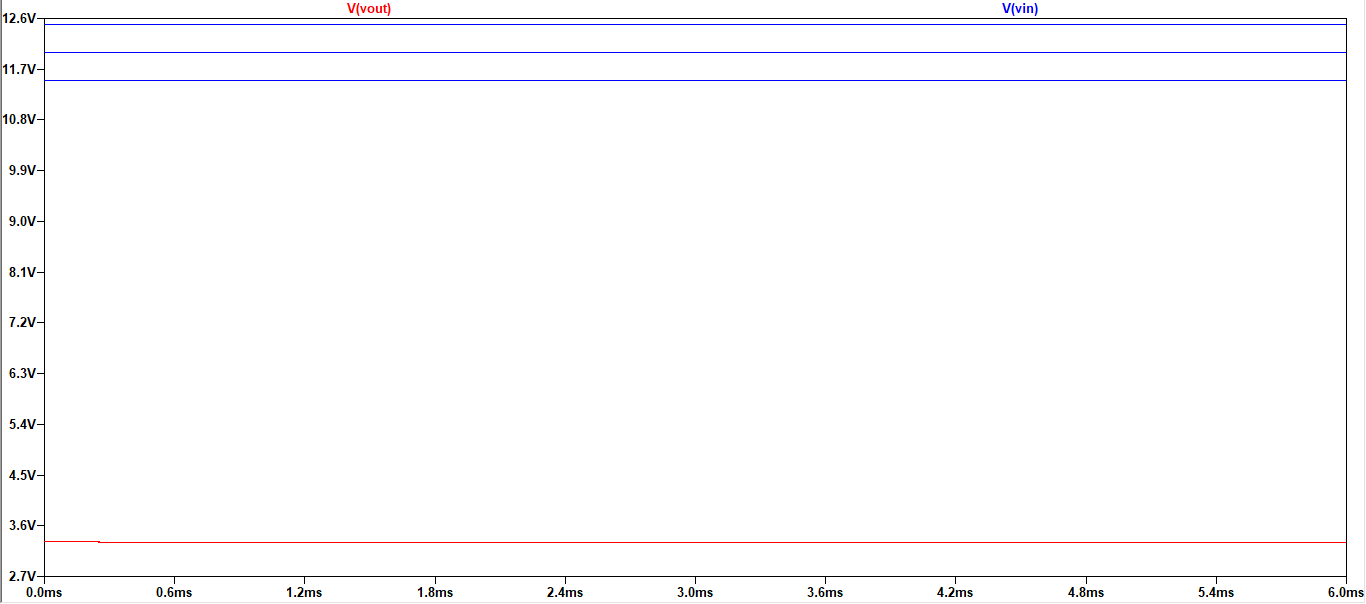 V(vout) V(vin)
12.6V
11.7V
10.8V
9.9V
9.0V
8.1V
7.2V
6.3V
5.4V
4.5V
3.6V
2.7V
0.0ms 0.6ms 1.2ms 1.8ms 2.4ms 3.0ms 3.6ms 4.2ms 4.8ms 5.4ms 6.0ms